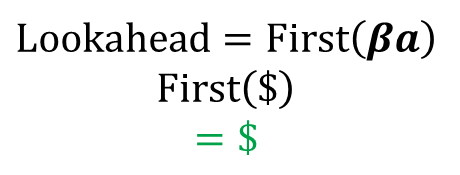 Lookahead = First(βa)
First($)
= $